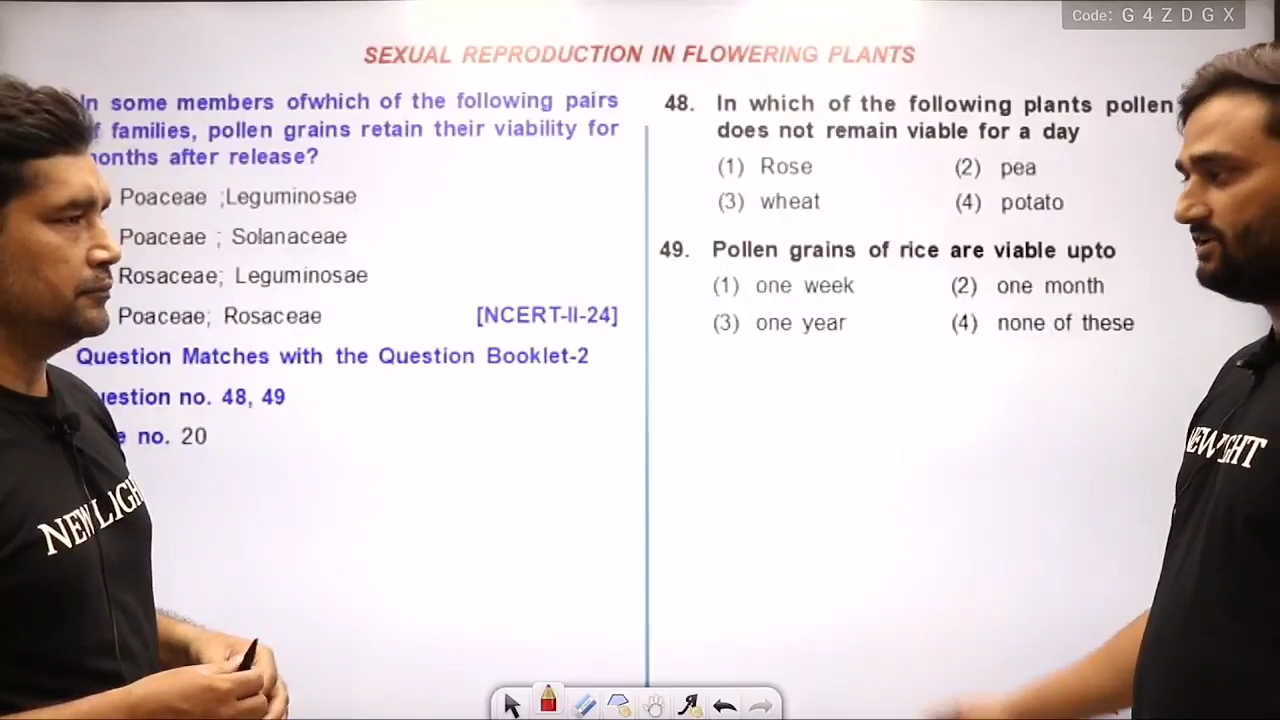 Code: G4ZDGX
SEXUAL REPRODUCTION IN FLOWERING PLANTS
In some members ofwhich of the following pairs
families, pollen grains retain their viability for
after release?
Poaceae ;Leguminosae
Poaceae ; Solanaceae
Rosaceae; Leguminosae
Poaceae; Rosaceae [NCERT-II-24]
Question Matches with the Question Booklet-2
no. 48, 49
no. 20
48. In which of the following plants pollen
does not remain viable for a day
(1) Rose (2) pea
(3) wheat (4) potato
49. Pollen grains of rice are viable upto
(1) one week (2) one month
(3) one year (4) none of these
NEW LIGH
NEW GHT